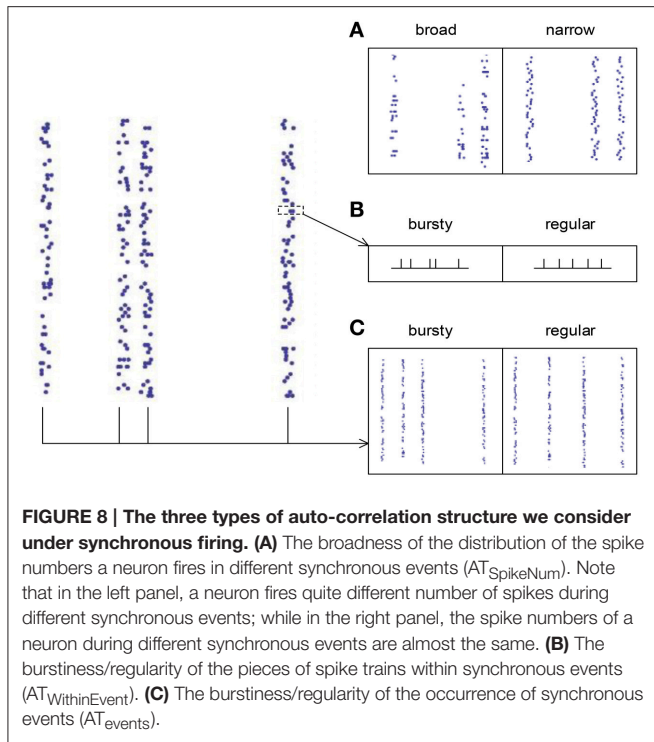 A
broad narrow
B
bursty regular
C
bursty regular
FIGURE 8 | The three types of auto-correlation structure we consider
under synchronous firing. (A) The broadness of the distribution of the spike
numbers a neuron fires in different synchronous events (ATSpikeNum). Note
that in the left panel, a neuron fires quite different number of spikes during
different synchronous events; while in the right panel, the spike numbers of a
neuron during different synchronous events are almost the same. (B) The
burstiness/regularity of the pieces of spike trains within synchronous events
(ATWithinEvent). (C) The burstiness/regularity of the occurrence of synchronous
events (ATevents).